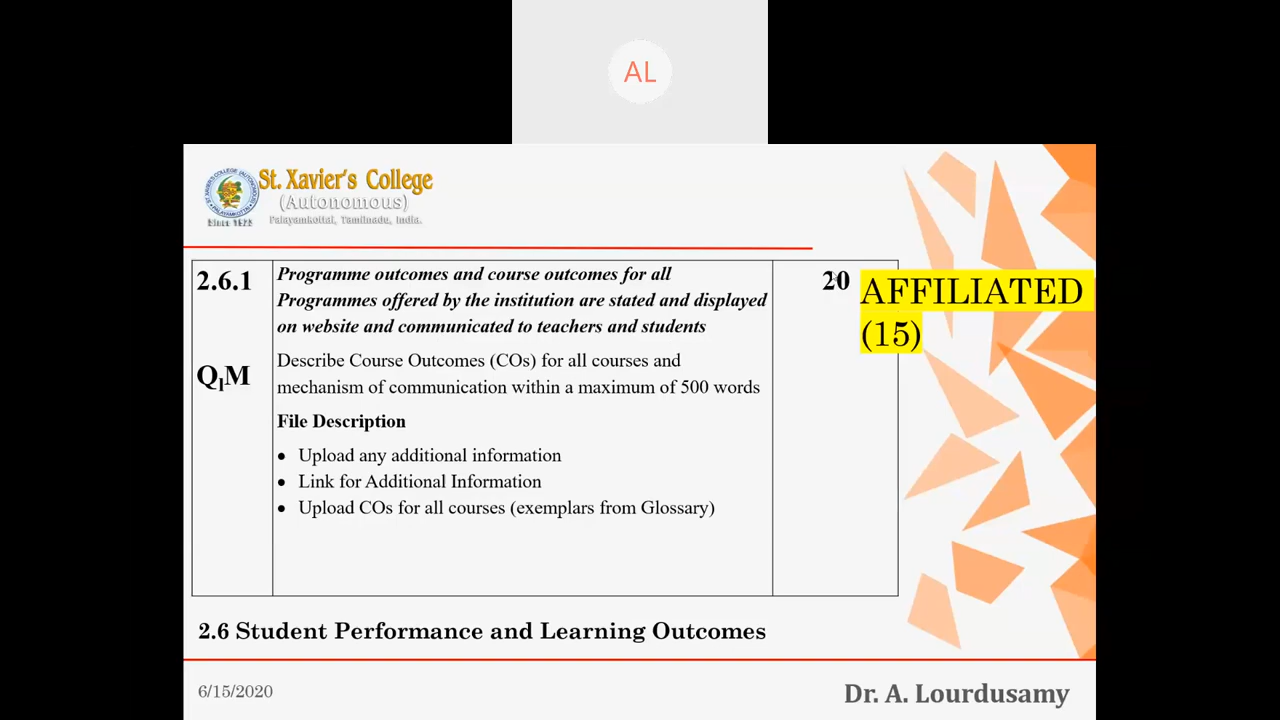 AL
St. Xavier's College
(Autonomous)
Palayamkottai, Tamilnadu, India.
Since 1923
2.6.1
Programme outcomes and course outcomes for all
Programmes offered by the institution are stated and displayed
on website and communicated to teachers and students
20
AFFILIATED
(15)
QlM
Describe Course Outcomes (COs) for all courses and
mechanism of communication within a maximum of 500 words
File Description
• Upload any additional information
• Link for Additional Information
• Upload COs for all courses (exemplars from Glossary)
2.6 Student Performance and Learning Outcomes
6/15/2020
Dr. A. Lourdusamy